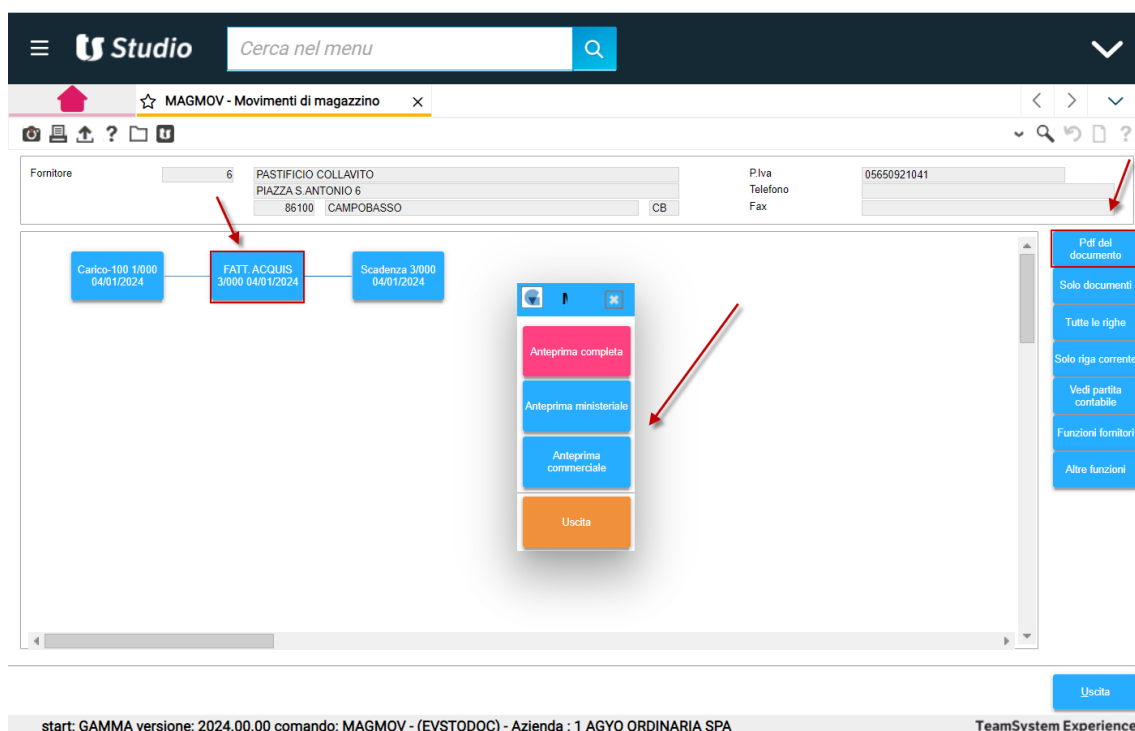 Studio
Cerca nel menu
MAGMOV - Movimenti di magazzino
Fornitore
6
PASTIFICIO COLLAVITO
P.Iva
05650921041
PIAZZA S.ANTONIO 6
Telefono
86100
CAMPOBASSO
CB
Fax
Carico-100 1/000
04/01/2024
FATT. ACQUIS
3/000 04/01/2024
Scadenza 3/000
04/01/2024
Anteprima completa
Anteprima ministeriale
Anteprima
commerciale
Uscita
Pdf del
documento
Solo documenti
Tutte le righe
Solo riga corrente
Vedi partita
contabile
Funzioni fornitori
Altre funzioni
Uscita
start: GAMMA versione: 2024.00.00 comando: MAGMOV - (EVSTODOC) - Azienda : 1 AGYO ORDINARIA SPA
TeamSystem Experience